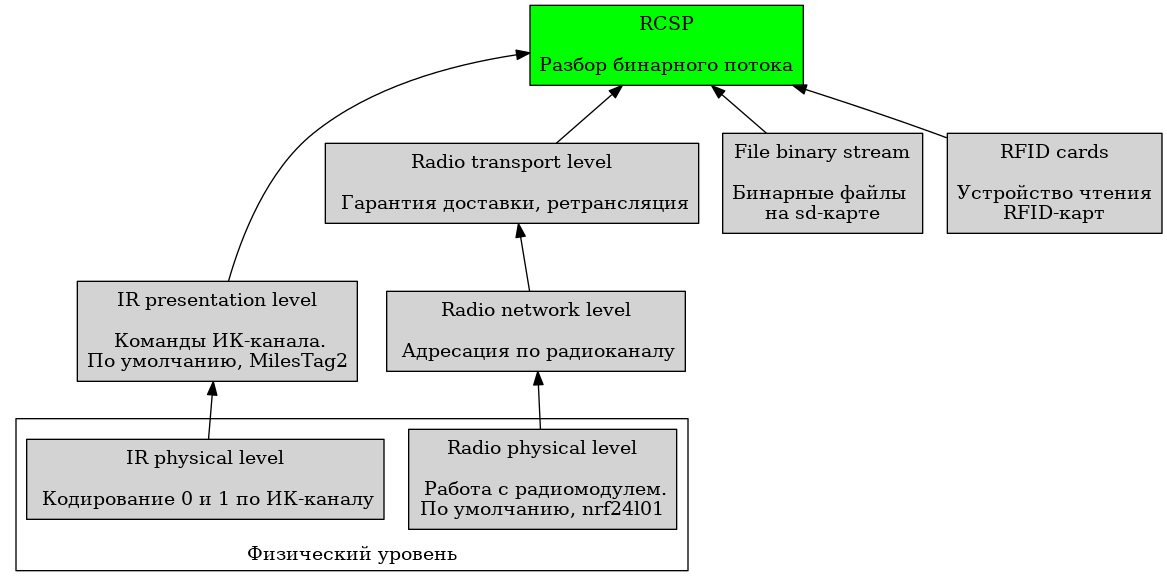 RCSP
Разбор бинарного потока
Radio transport level
Гарантия доставки, ретрансляция
File binary stream
Бинарные файлы
на sd-карте
RFID cards
Устройство чтения
RFID-карт
IR presentation level
Команды ИК-канала.
По умолчанию, MilesTag2
Radio network level
Адресация по радиоканалу
IR physical level
Кодирование 0 и 1 по ИК-каналу
Radio physical level
Работа с радиомодулем.
По умолчанию, nrf24l01
Физический уровень